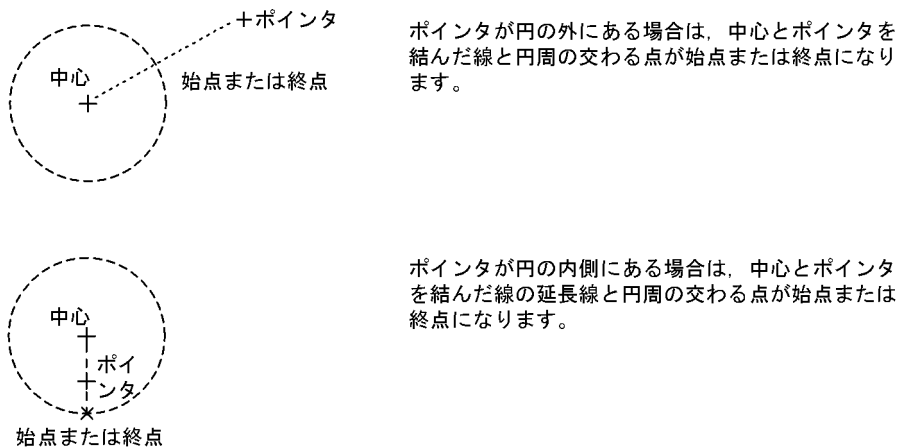 ＋ポインタ
中心
始点または終点
ポインタが円の外にある場合は，中心とポインタを
結んだ線と円周の交わる点が始点または終点になり
ます。
中心
ポイ
ンタ
始点または終点
ポインタが円の内側にある場合は，中心とポインタ
を結んだ線の延長線と円周の交わる点が始点または
終点になります。